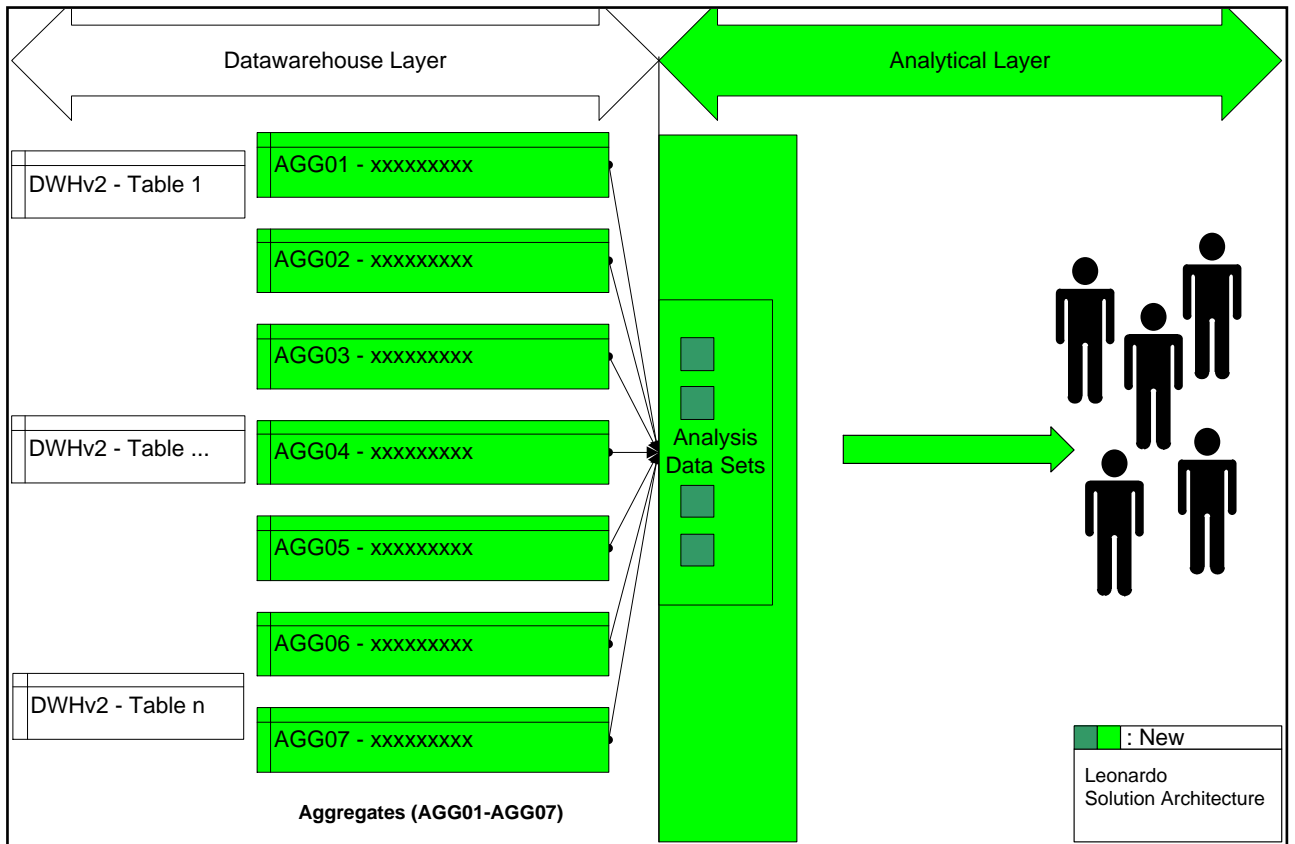 Datawarehouse Layer
Analytical Layer
DWHv2 - Table 1
DWHv2 - Table ...
DWHv2 - Table n
AGG01 - xxxxxxxxx
AGG02 - xxxxxxxxx
AGG03 - xxxxxxxxx
AGG04 - xxxxxxxxx
AGG05 - xxxxxxxxx
AGG06 - xxxxxxxxx
AGG07 - xxxxxxxxx
Aggregates (AGG01-AGG07)
Analysis
Data Sets
: New
Leonardo
Solution Architecture